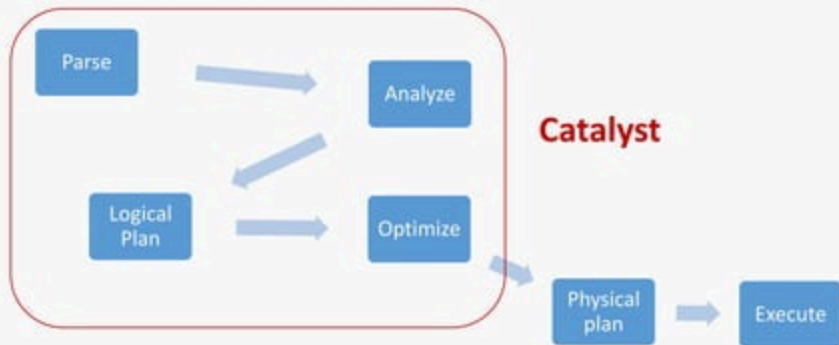 Parse
Analyze
Catalyst
Logical
Plan
Optimize
Physical
plan
Execute